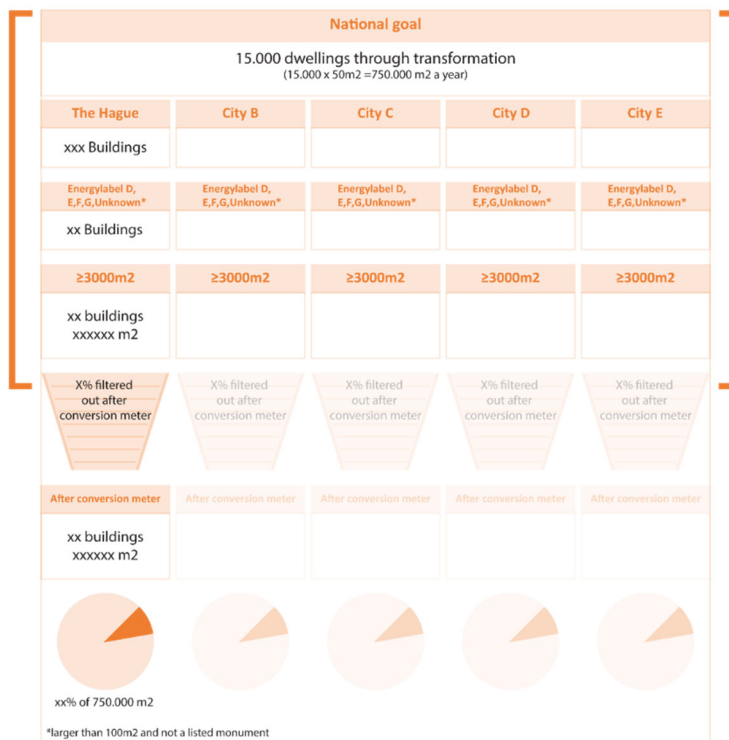 National goal
15.000 dwellings through transformation
(15.000 x 50m2 =750.000 m2 a year)
The Hague City B City C City D City E
xxx Buildings
Energylabel D, Energylabel D, Energylabel D, Energylabel D, Energylabel D,
E,F,G,Unknown* E,F,G,Unknown* E,F,G,Unknown* E,F,G,Unknown* E,F,G,Unknown*
xx Buildings
≥3000m2 ≥3000m2 ≥3000m2 ≥3000m2 ≥3000m2
xx buildings
xxxxxx m2
X% filtered X% filtered X% filtered X% filtered X% filtered
out after out after out after out after out after
conversion meter conversion meter conversion meter conversion meter conversion meter
After conversion meter After conversion meter After conversion meter After conversion meter After conversion meter
xx buildings
xxxxxx m2
xx% of 750.000 m2
*larger than 100m2 and not a listed monument